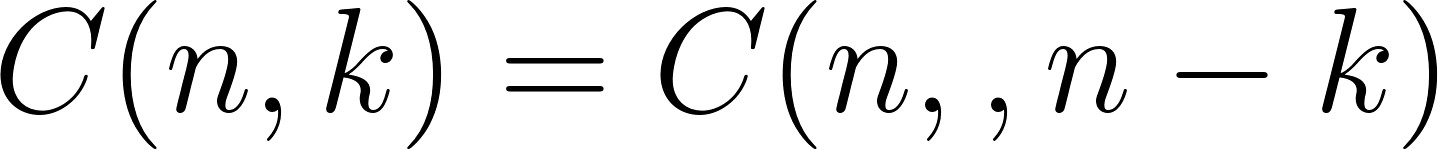 C(n, k) = C(n, , n − k)